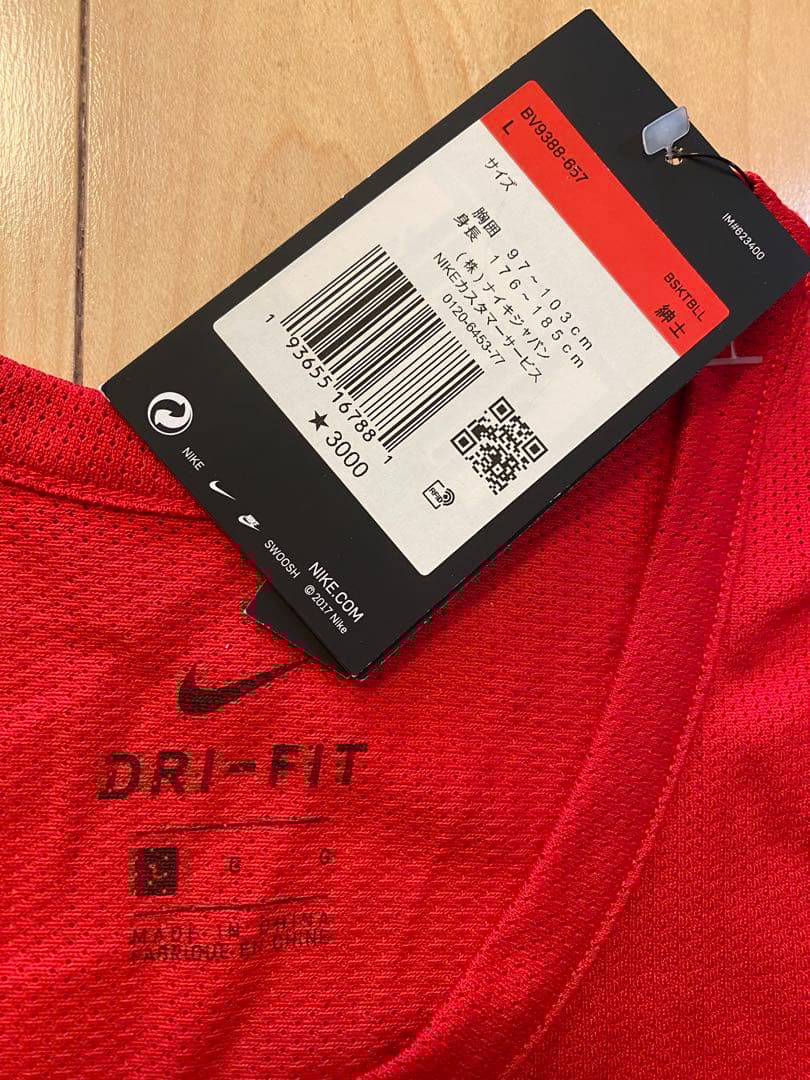 BV9388-657
L
BSKTBLL
紳士
IM#623400
サイズ
胸囲 97~103cm
身長 176~185cm
(株)ナイキジャパン
NIKEカスタマーサービス
0120-6453-77
1 93655 16788 1
★3000
RFID
NIKE
SWOOSH
NIKE.COM
© 2017 Nike
DRI-FIT
L G G
MADE IN CHINA
FABRIQUÉ EN CHINE